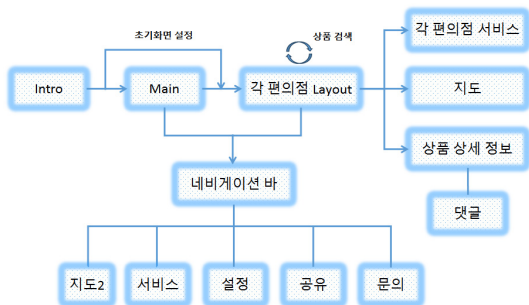 초기화면 설정
상품 검색
각 편의점 서비스
Intro
Main
각 편의점 Layout
지도
상품 상세 정보
네비게이션 바
댓글
지도2
서비스
설정
공유
문의